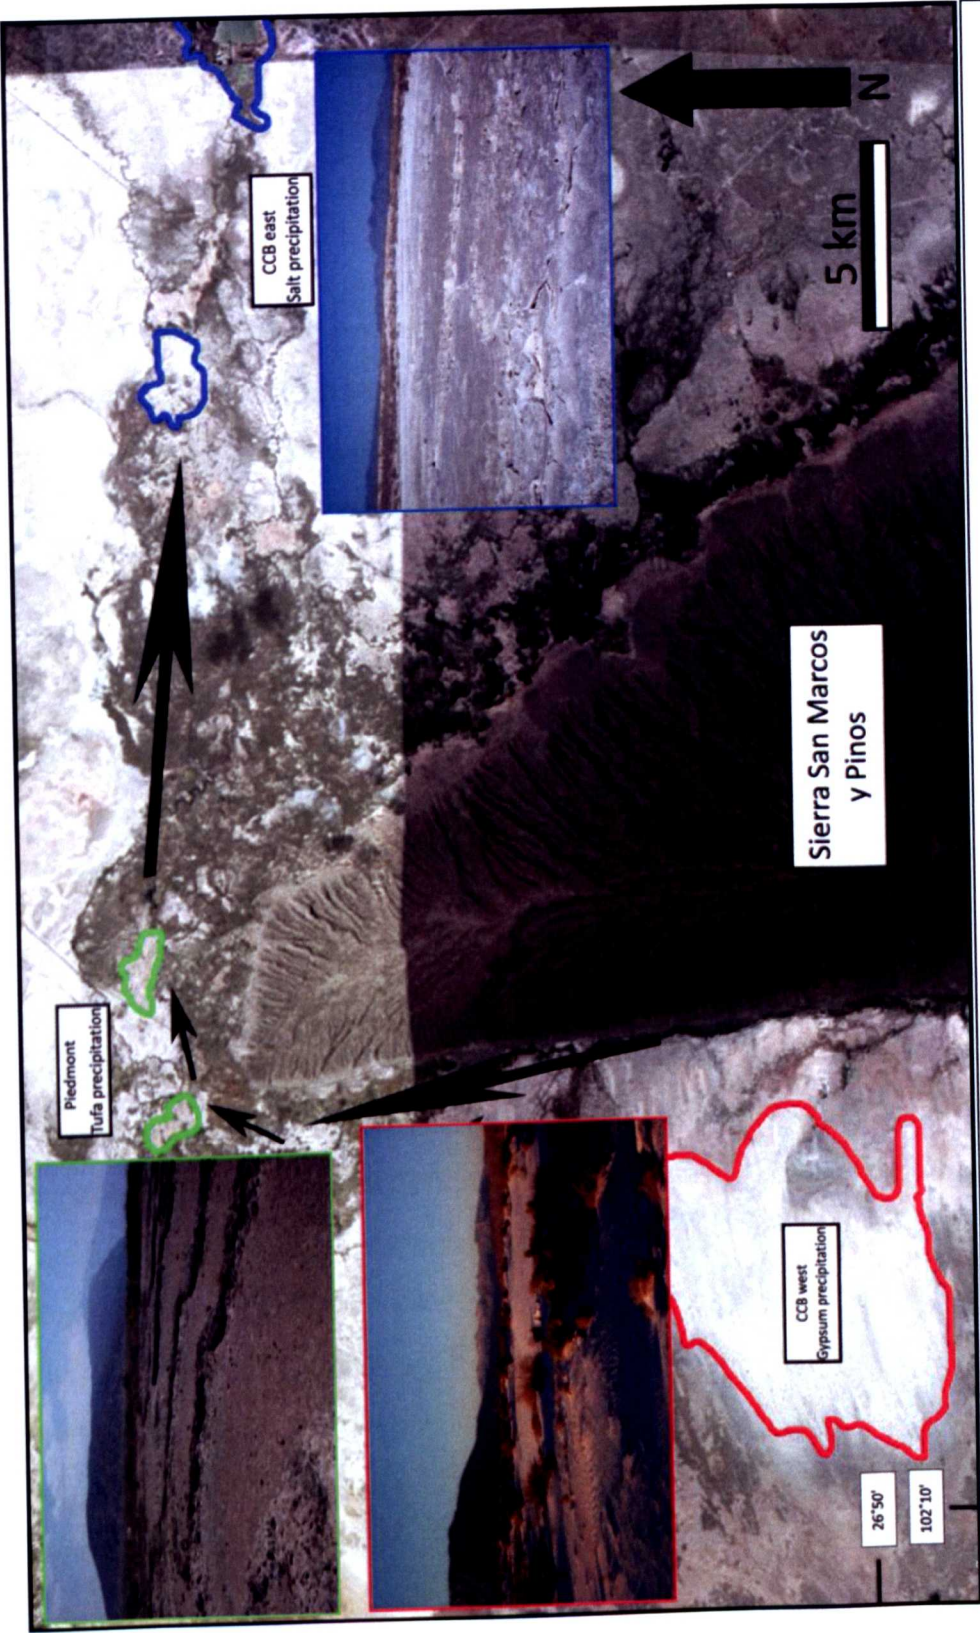 Piedmont
Tufa precipitation
CCB east
Salt precipitation
N
5 km
Sierra San Marcos
y Pinos
CCB west
Gypsum precipitation
26°50'
102°10'